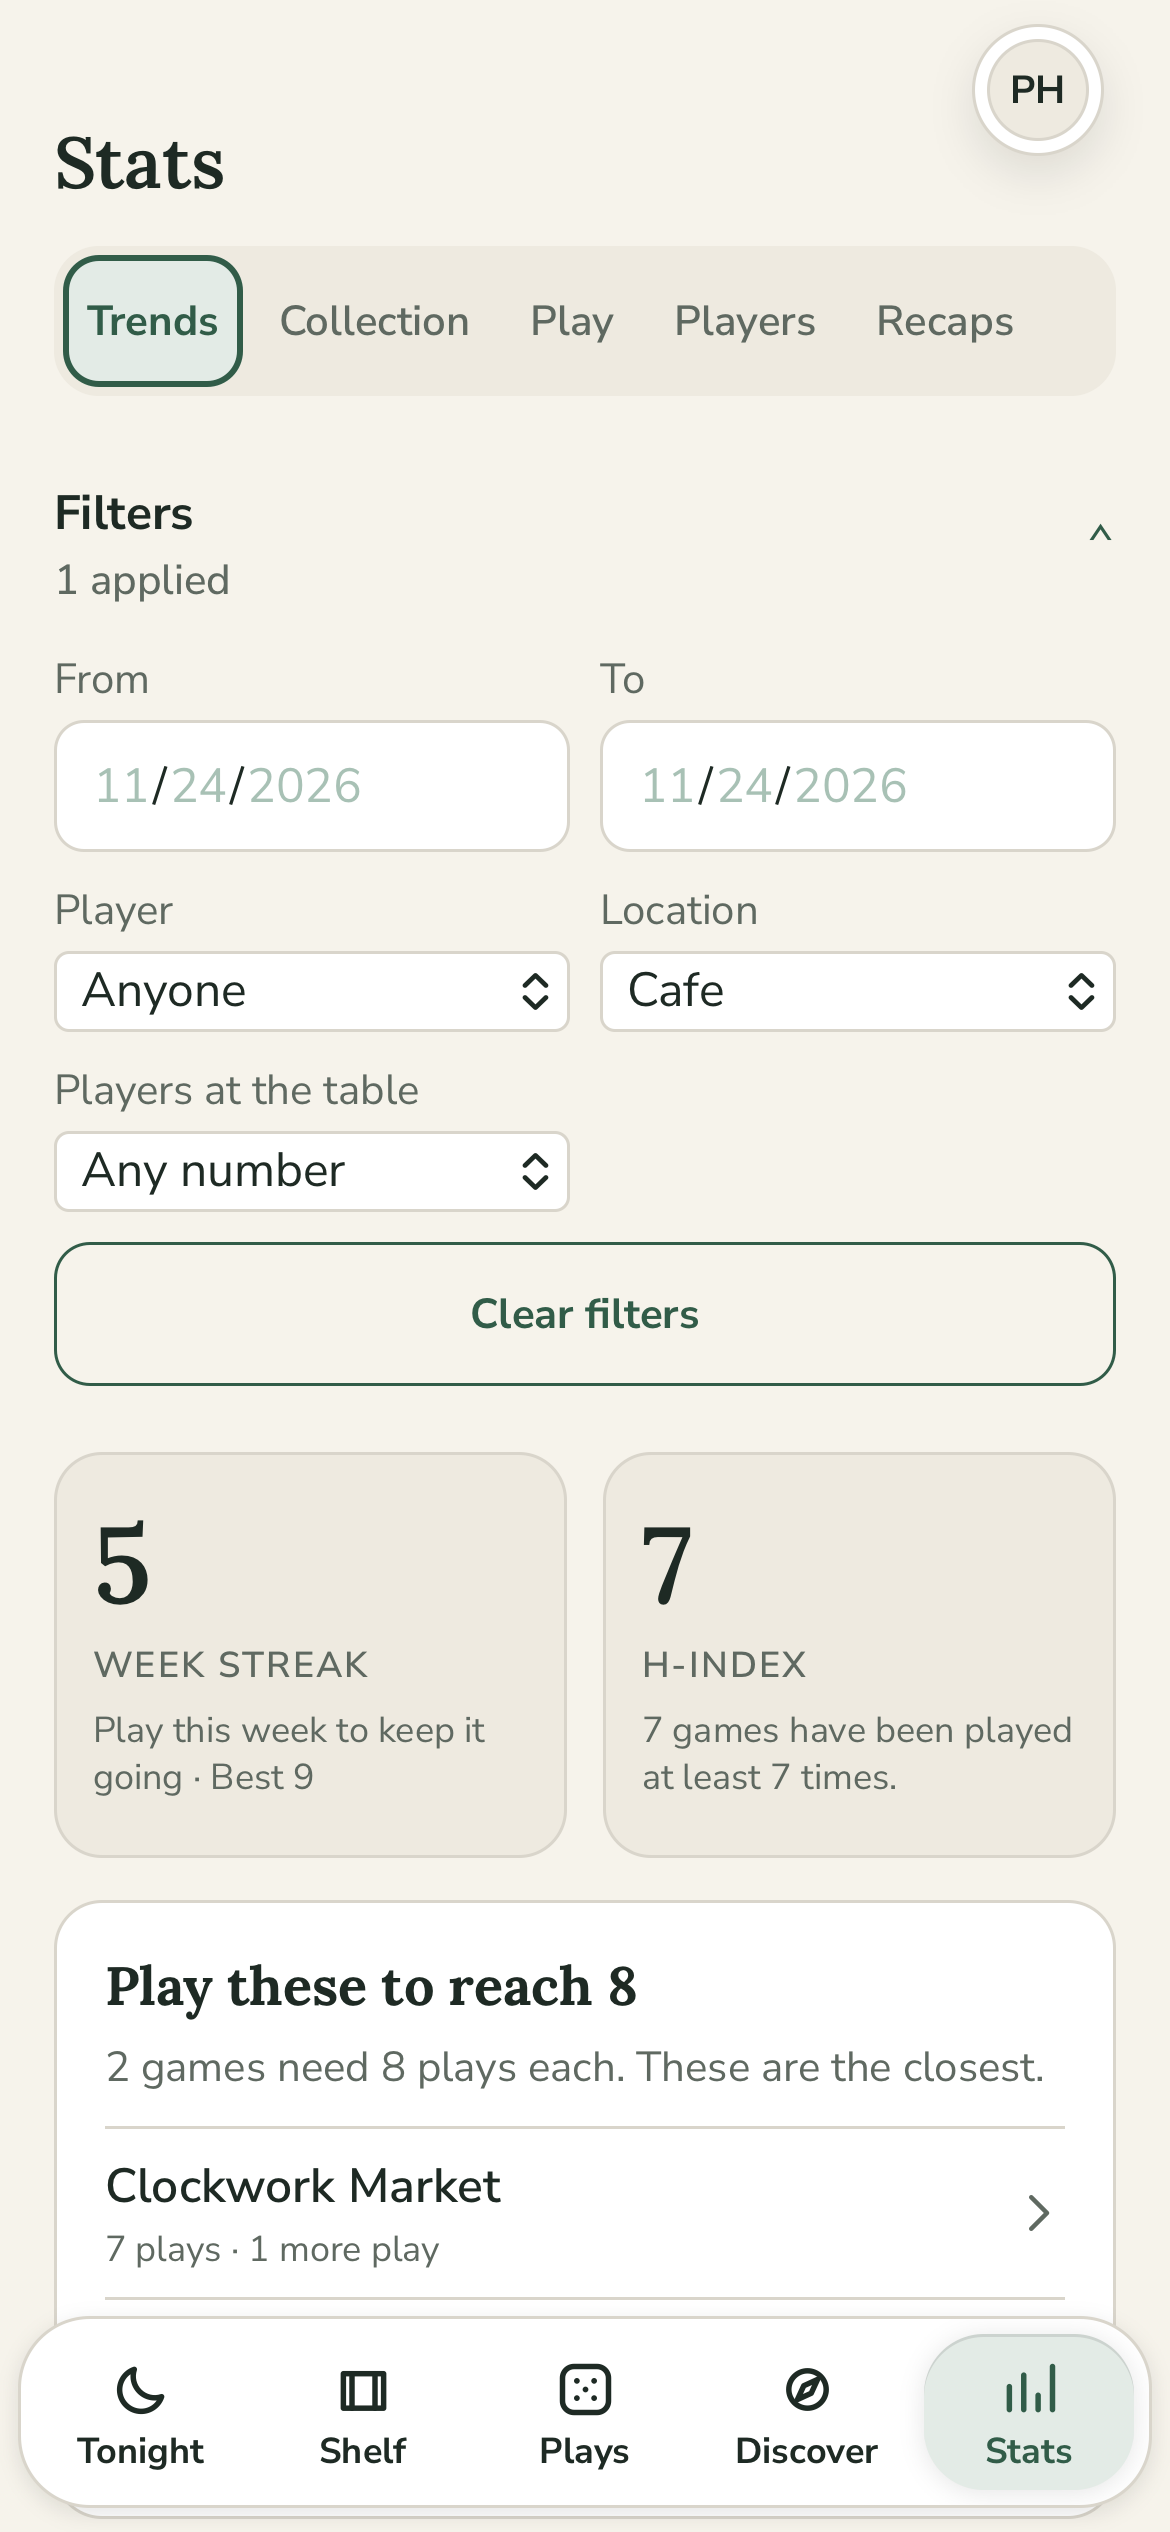 PH
Stats
Trends Collection Play Players Recaps
Filters
1 applied
From To
11/24/2026 11/24/2026
Player Location
Anyone Cafe
Players at the table
Any number
Clear filters
5 7
WEEK STREAK H-INDEX
Play this week to keep it 7 games have been played
going · Best 9 at least 7 times.
Play these to reach 8
2 games need 8 plays each. These are the closest.
Clockwork Market
7 plays · 1 more play
Tonight Shelf Plays Discover Stats